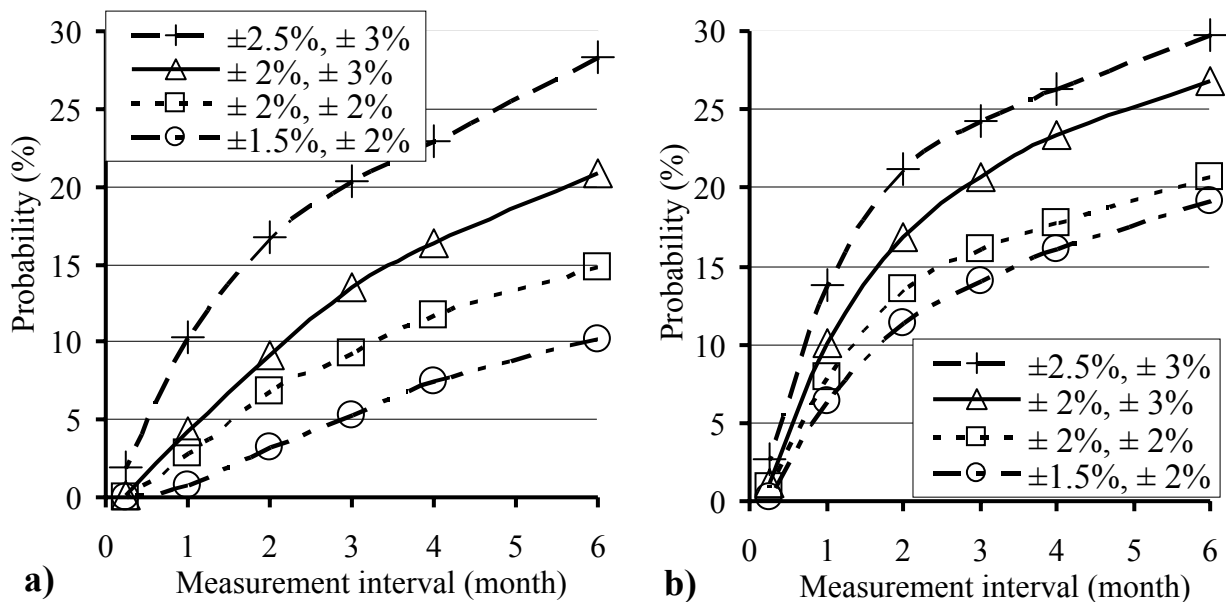 30
25
20
15
10
5
0
Probability (%)
±2.5%, ± 3%
± 2%, ± 3%
± 2%, ± 2%
±1.5%, ± 2%
0 1 2 3 4 5 6
a) Measurement interval (month)
30
25
20
15
10
5
0
Probability (%)
±2.5%, ± 3%
± 2%, ± 3%
± 2%, ± 2%
±1.5%, ± 2%
0 1 2 3 4 5 6
b) Measurement interval (month)